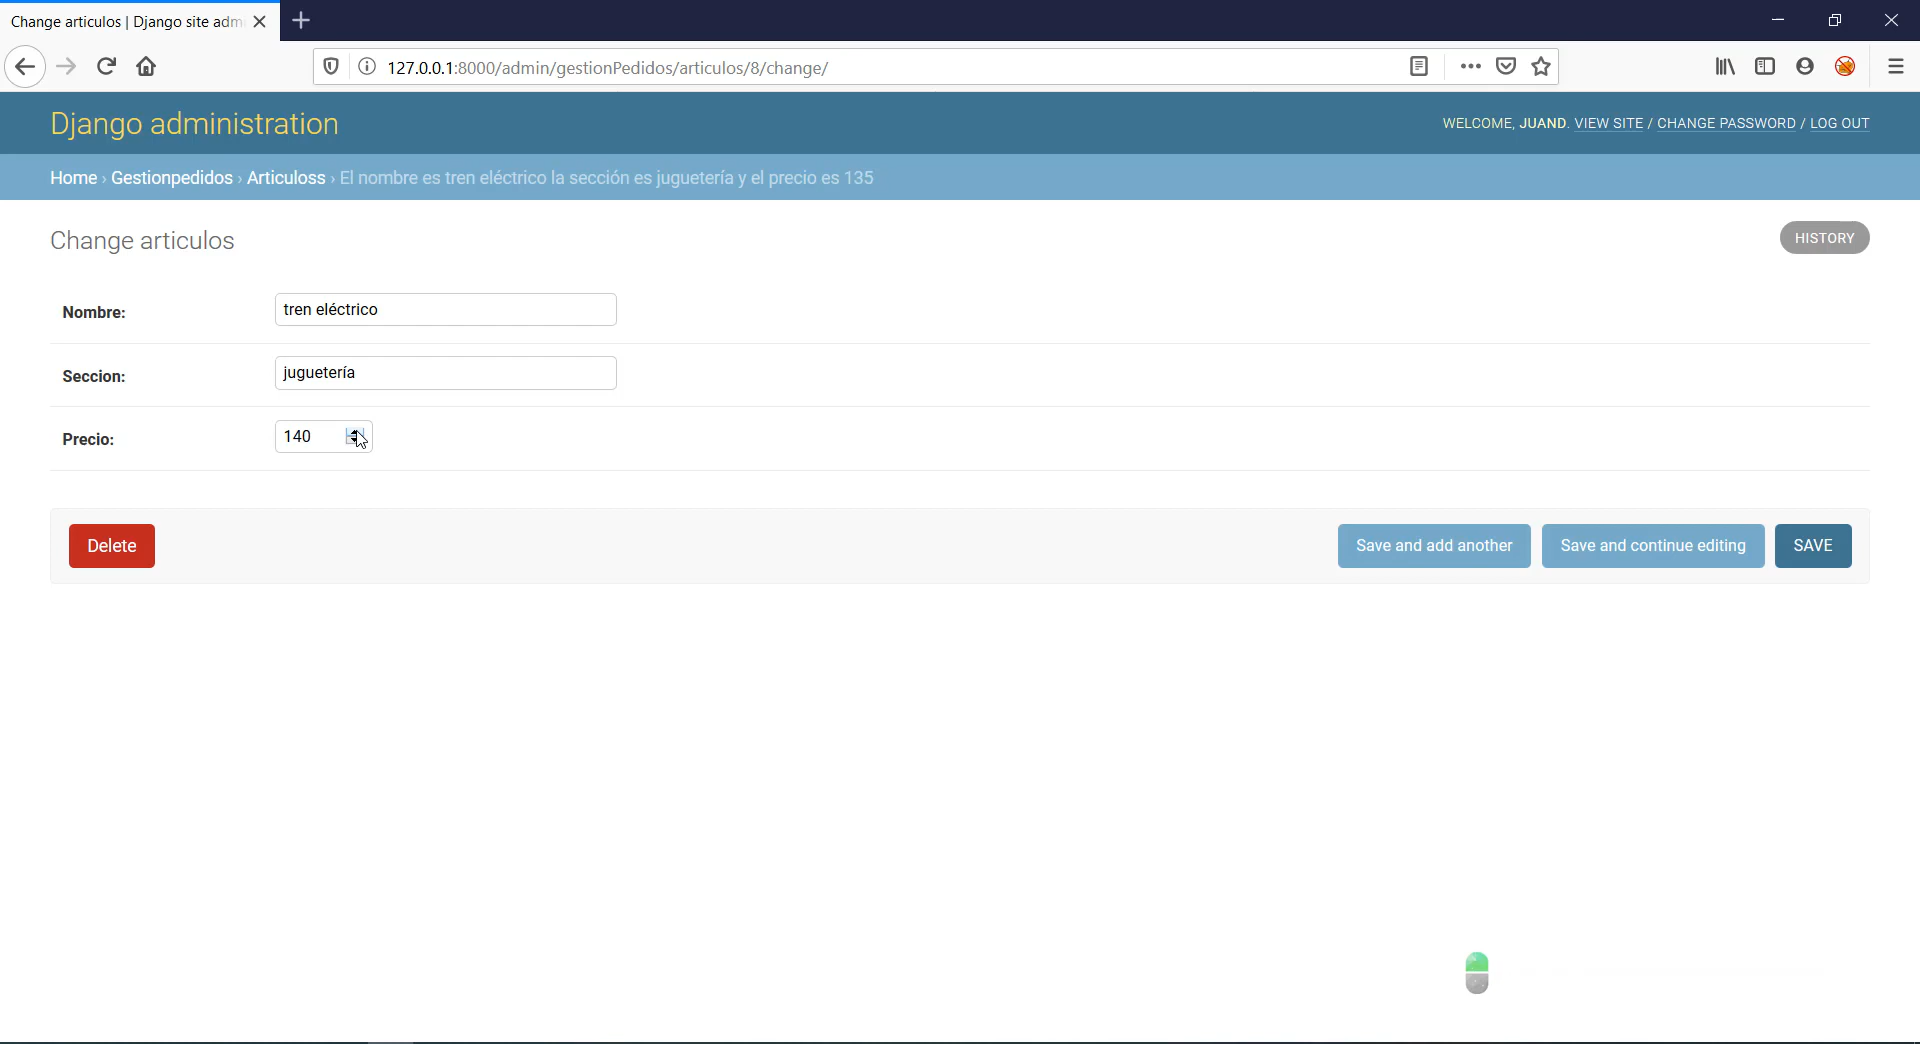 Change articulos | Django site adm
127.0.0.1:8000/admin/gestionPedidos/articulos/8/change/
Django administration
WELCOME, JUAND. VIEW SITE / CHANGE PASSWORD / LOG OUT
Home › Gestionpedidos › Articuloss › El nombre es tren eléctrico la sección es juguetería y el precio es 135
Change articulos
HISTORY
Nombre: tren eléctrico
Seccion: juguetería
Precio: 140
Delete Save and add another Save and continue editing SAVE